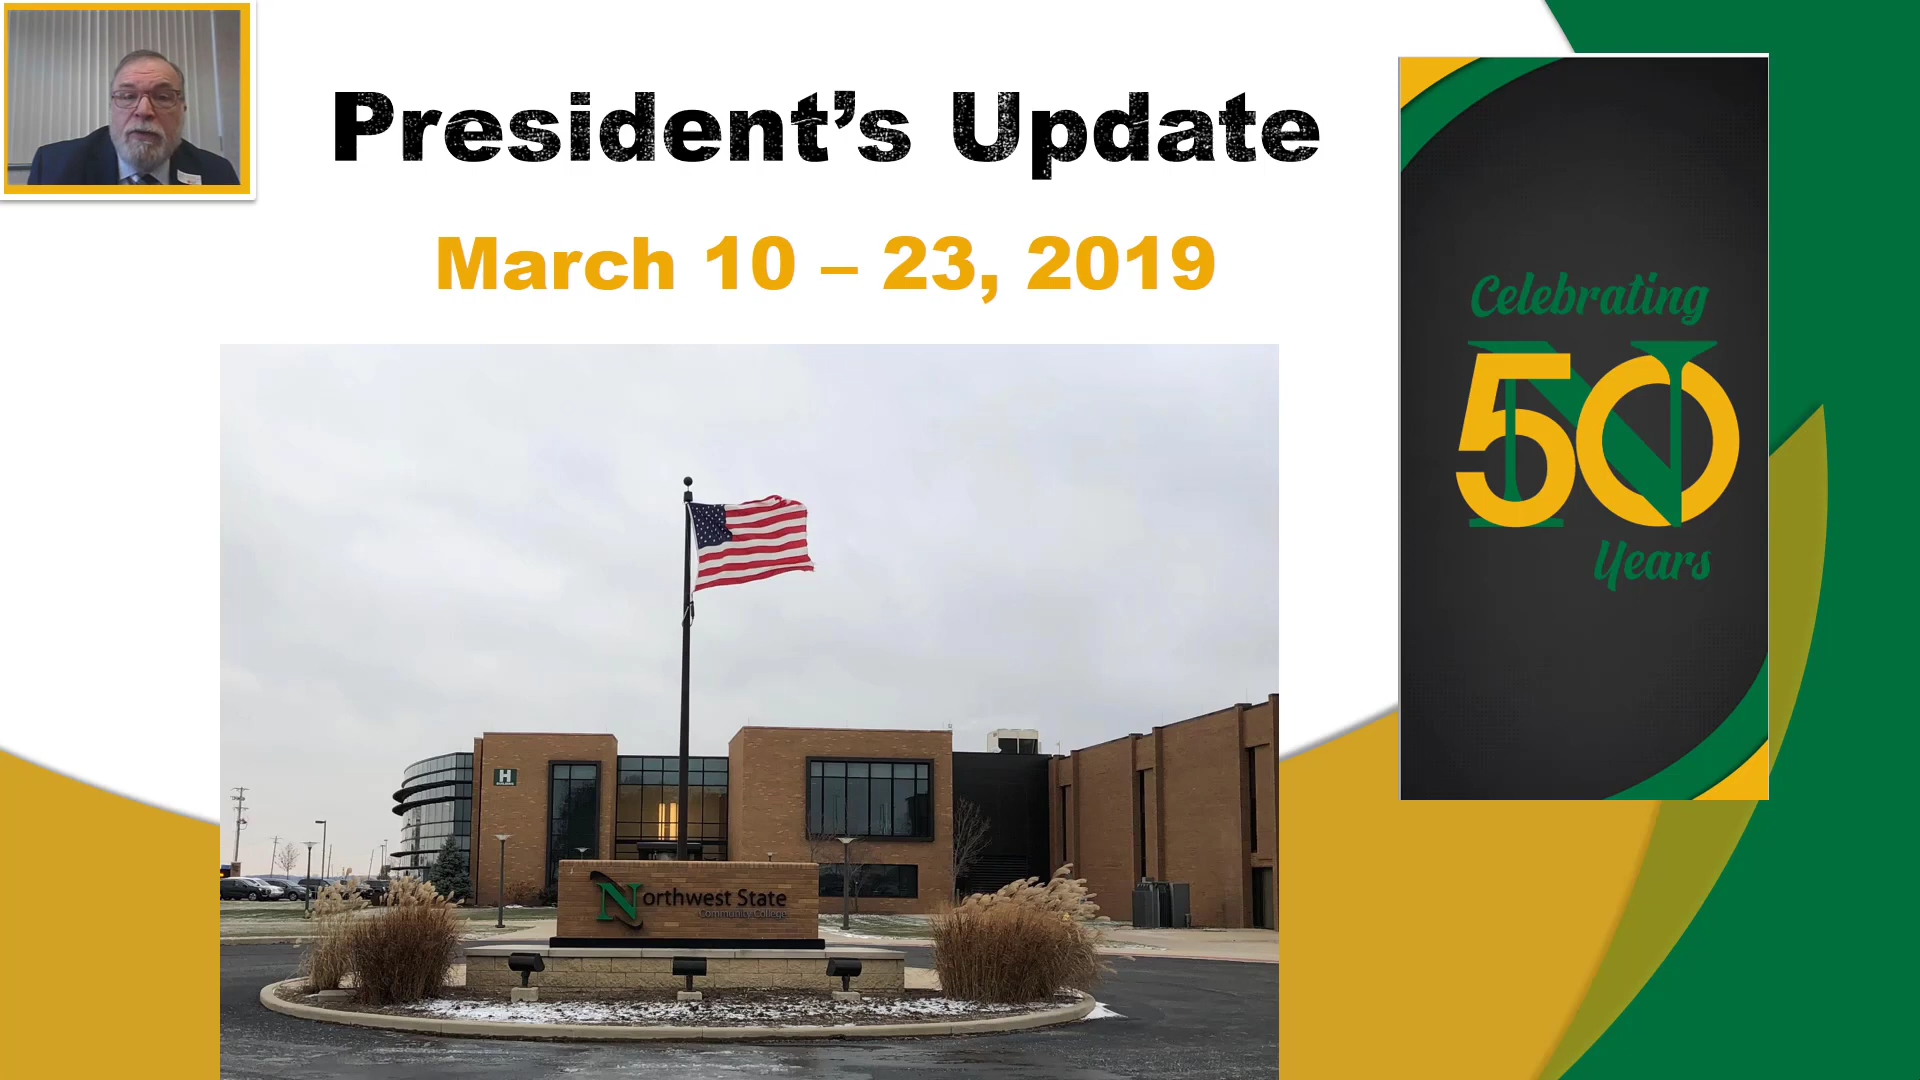 President's Update
March 10 – 23, 2019
Celebrating
50
Years
H
Northwest State
Community College